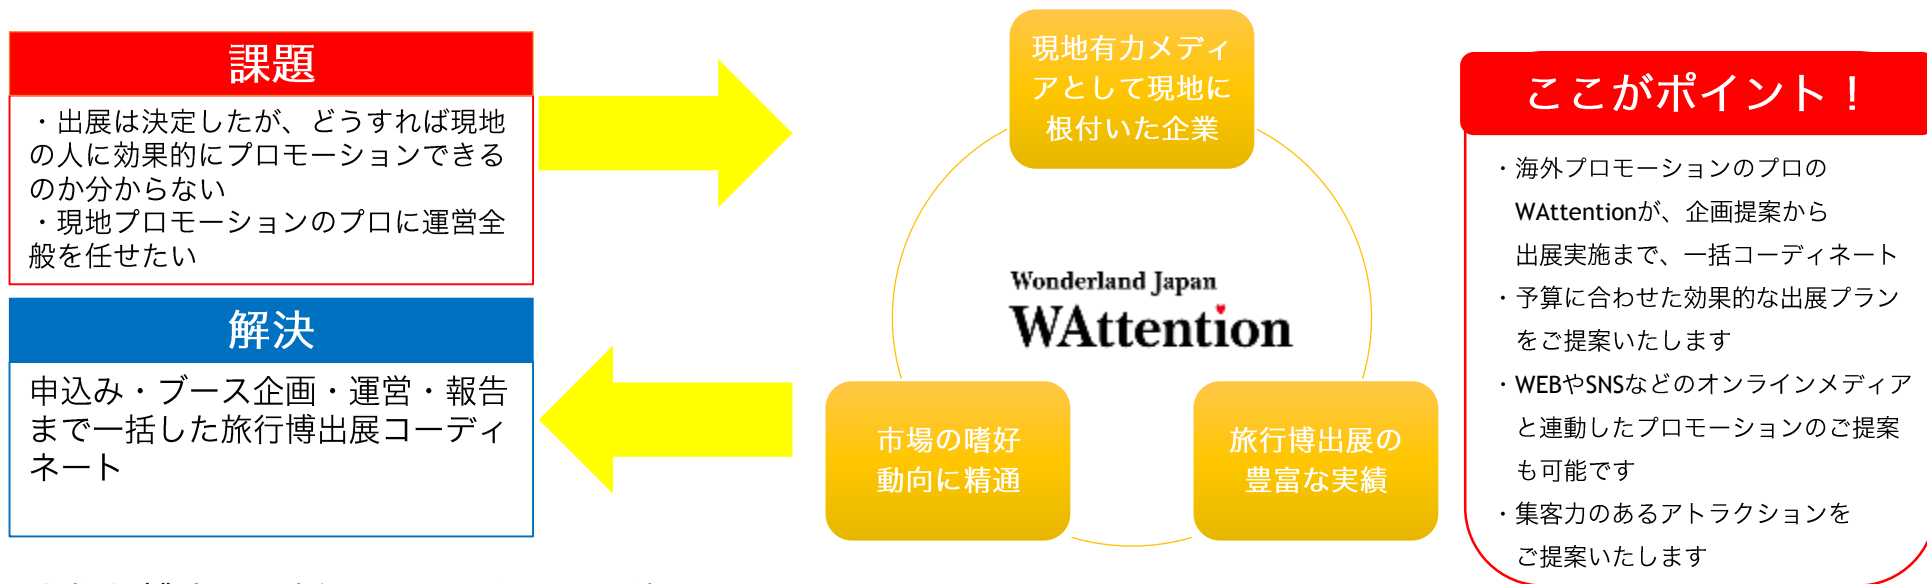 課題
・出展は決定したが、どうすれば現地
の人に効果的にプロモーションできる
のか分からない
・現地プロモーションのプロに運営全
般を任せたい
解決
申込み・ブース企画・運営・報告
まで一括した旅行博出展コーディ
ネート
現地有力メディ
アとして現地に
根付いた企業
Wonderland Japan
WAttention
市場の嗜好
動向に精通
旅行博出展の
豊富な実績
ここがポイント！
・海外プロモーションのプロの
WAttentionが、企画提案から
出展実施まで、一括コーディネート
・予算に合わせた効果的な出展プラン
をご提案いたします
・WEBやSNSなどのオンラインメディア
と連動したプロモーションのご提案
も可能です
・集客力のあるアトラクションを
ご提案いたします